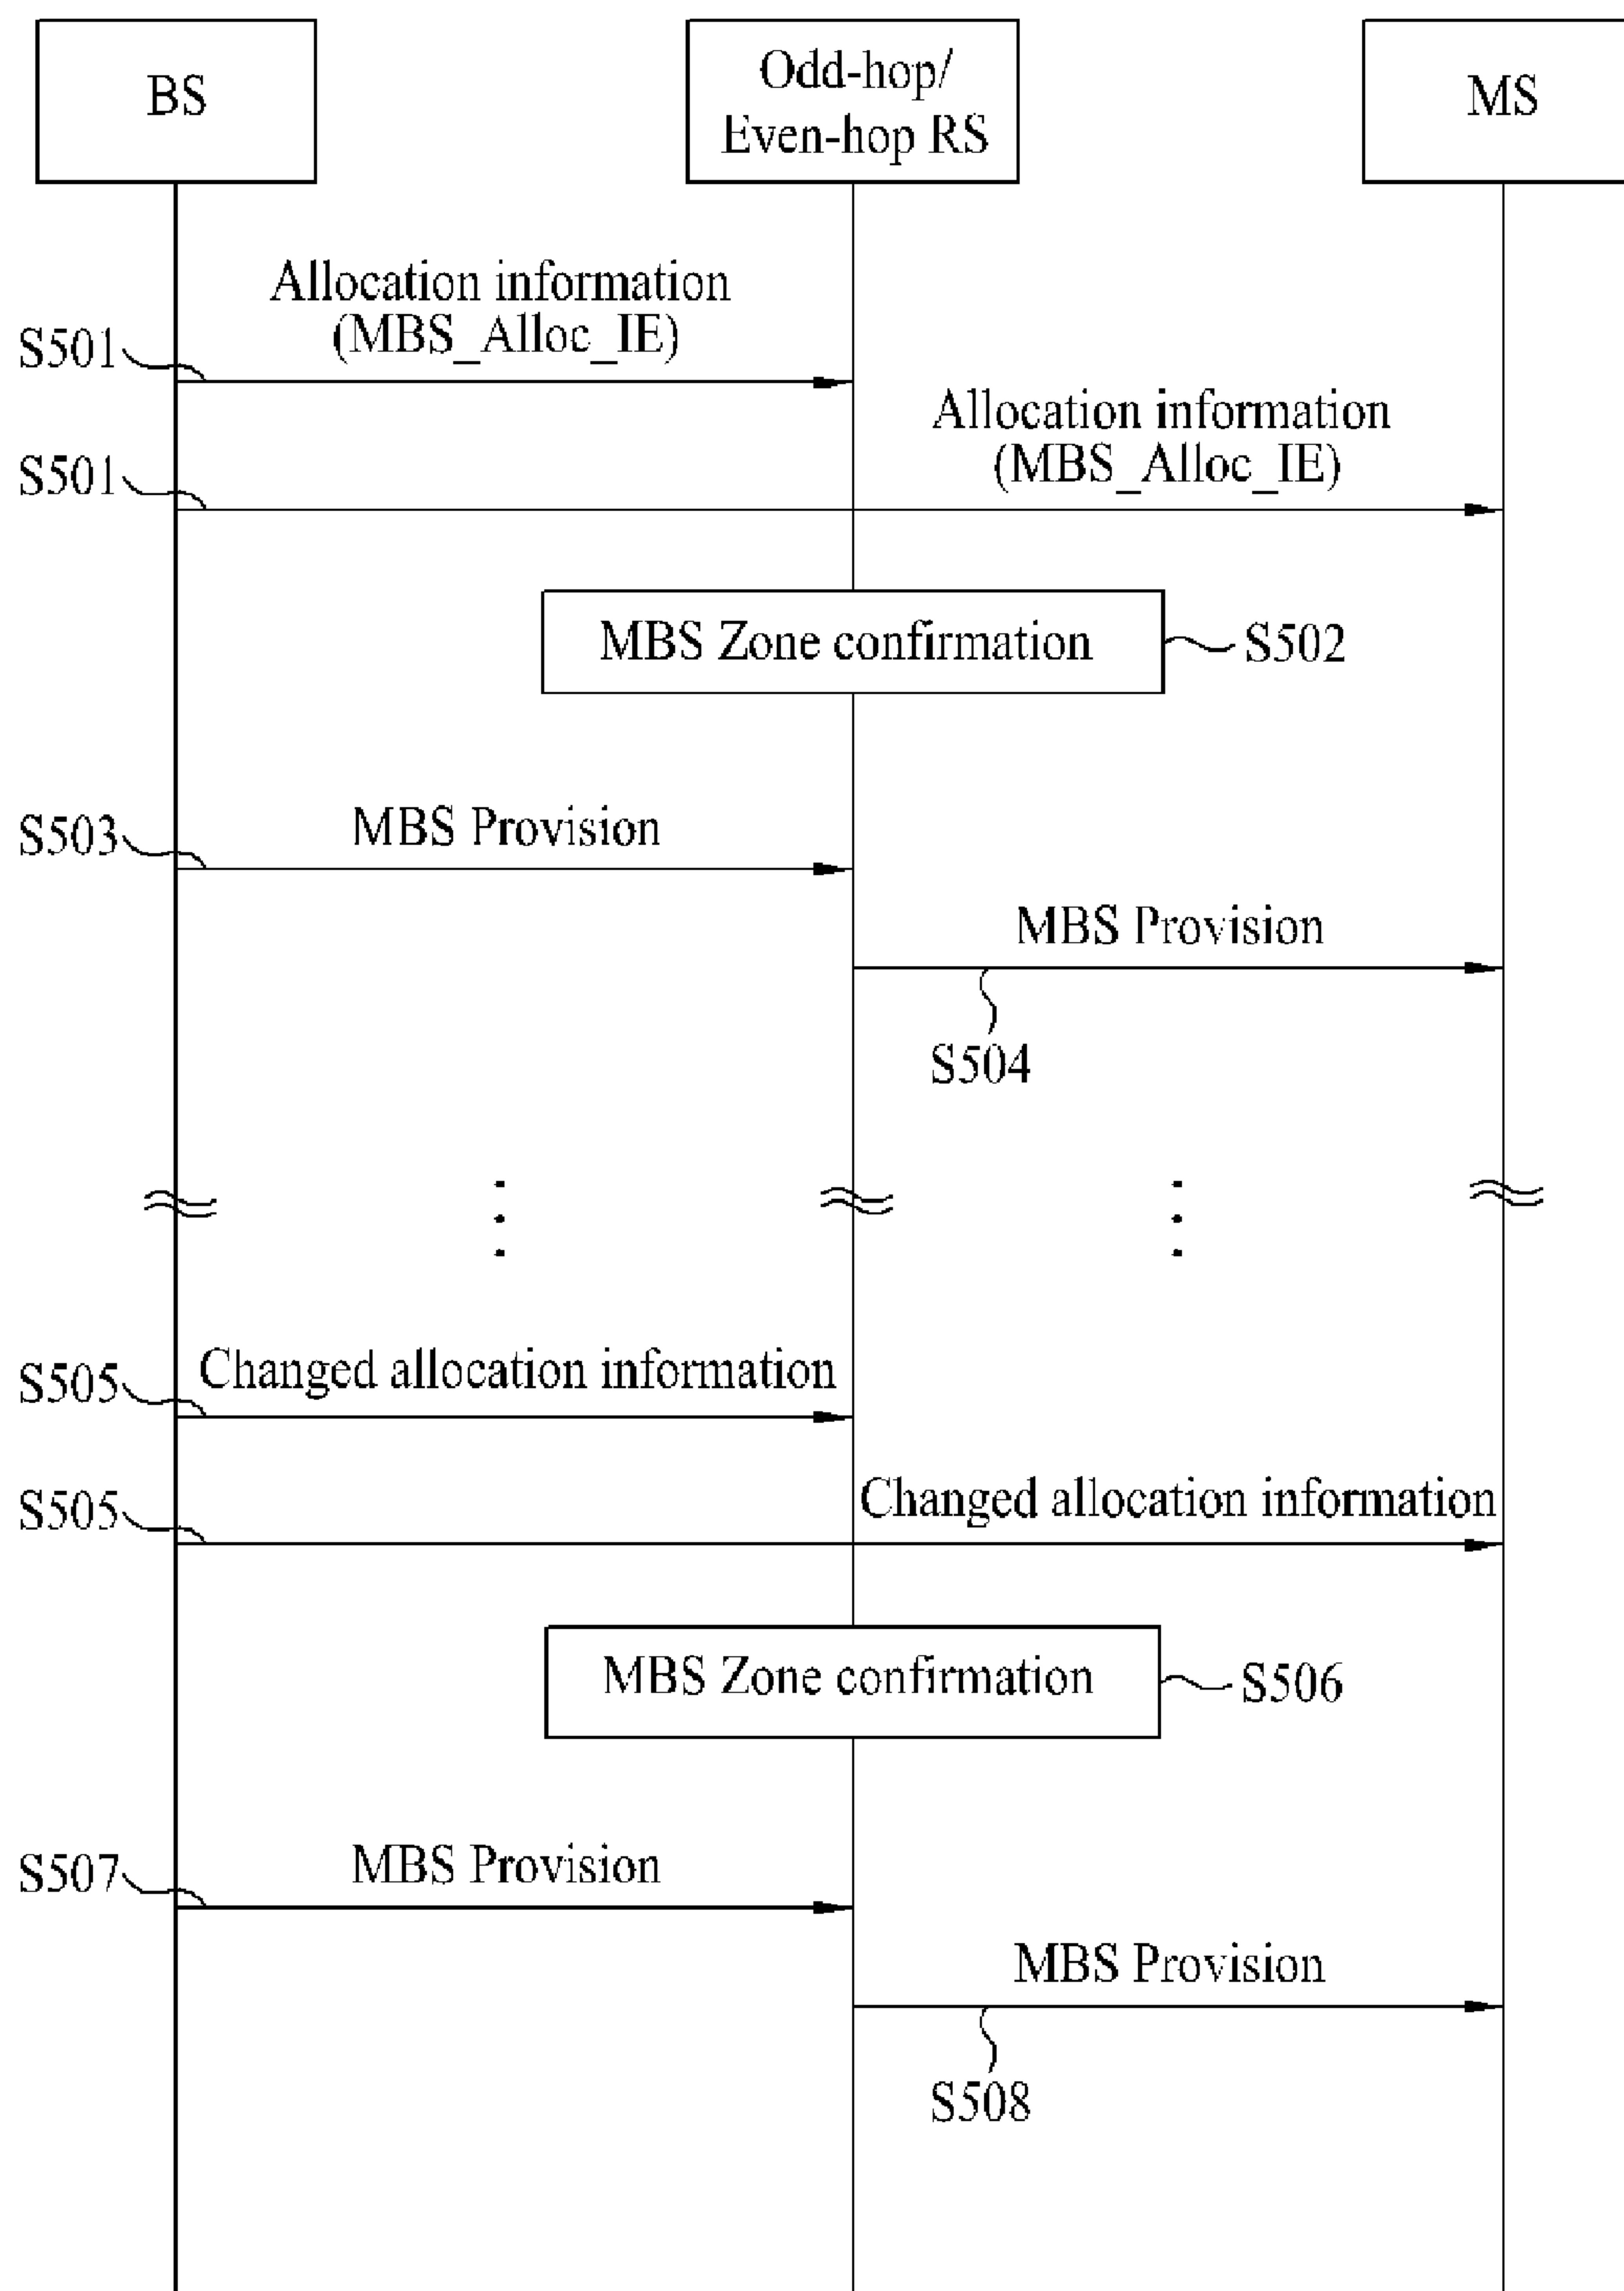 BS
Odd-hop/
Even-hop RS
MS
Allocation information
(MBS_Alloc_IE)
S501
Allocation information
(MBS_Alloc_IE)
S501
MBS Zone confirmation
S502
MBS Provision
S503
MBS Provision
S504
Changed allocation information
S505
Changed allocation information
S505
MBS Zone confirmation
S506
MBS Provision
S507
MBS Provision
S508